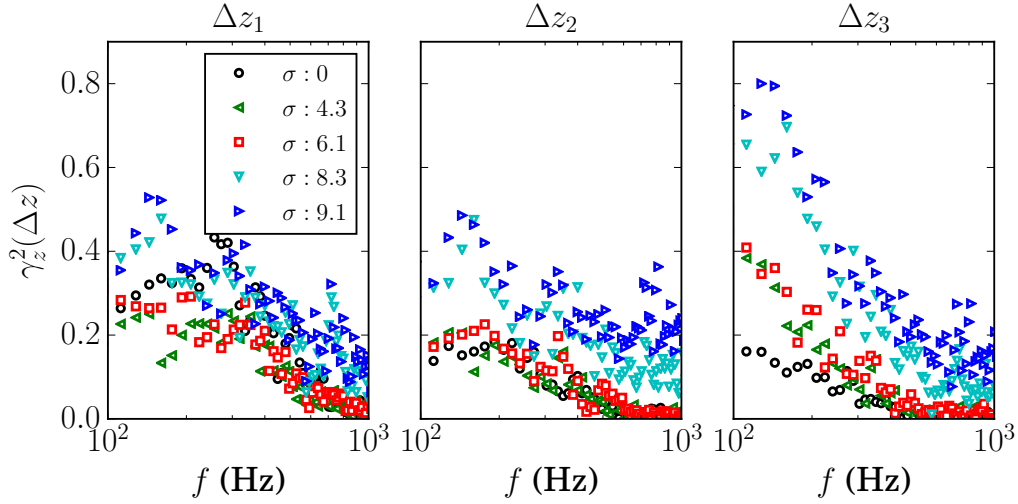 Δz₁ Δz₂ Δz₃
γ_z²(Δz)
0.8
0.6
0.4
0.2
0.0
σ : 0
σ : 4.3
σ : 6.1
σ : 8.3
σ : 9.1
10² 10³ 10² 10³ 10² 10³
f (Hz) f (Hz) f (Hz)